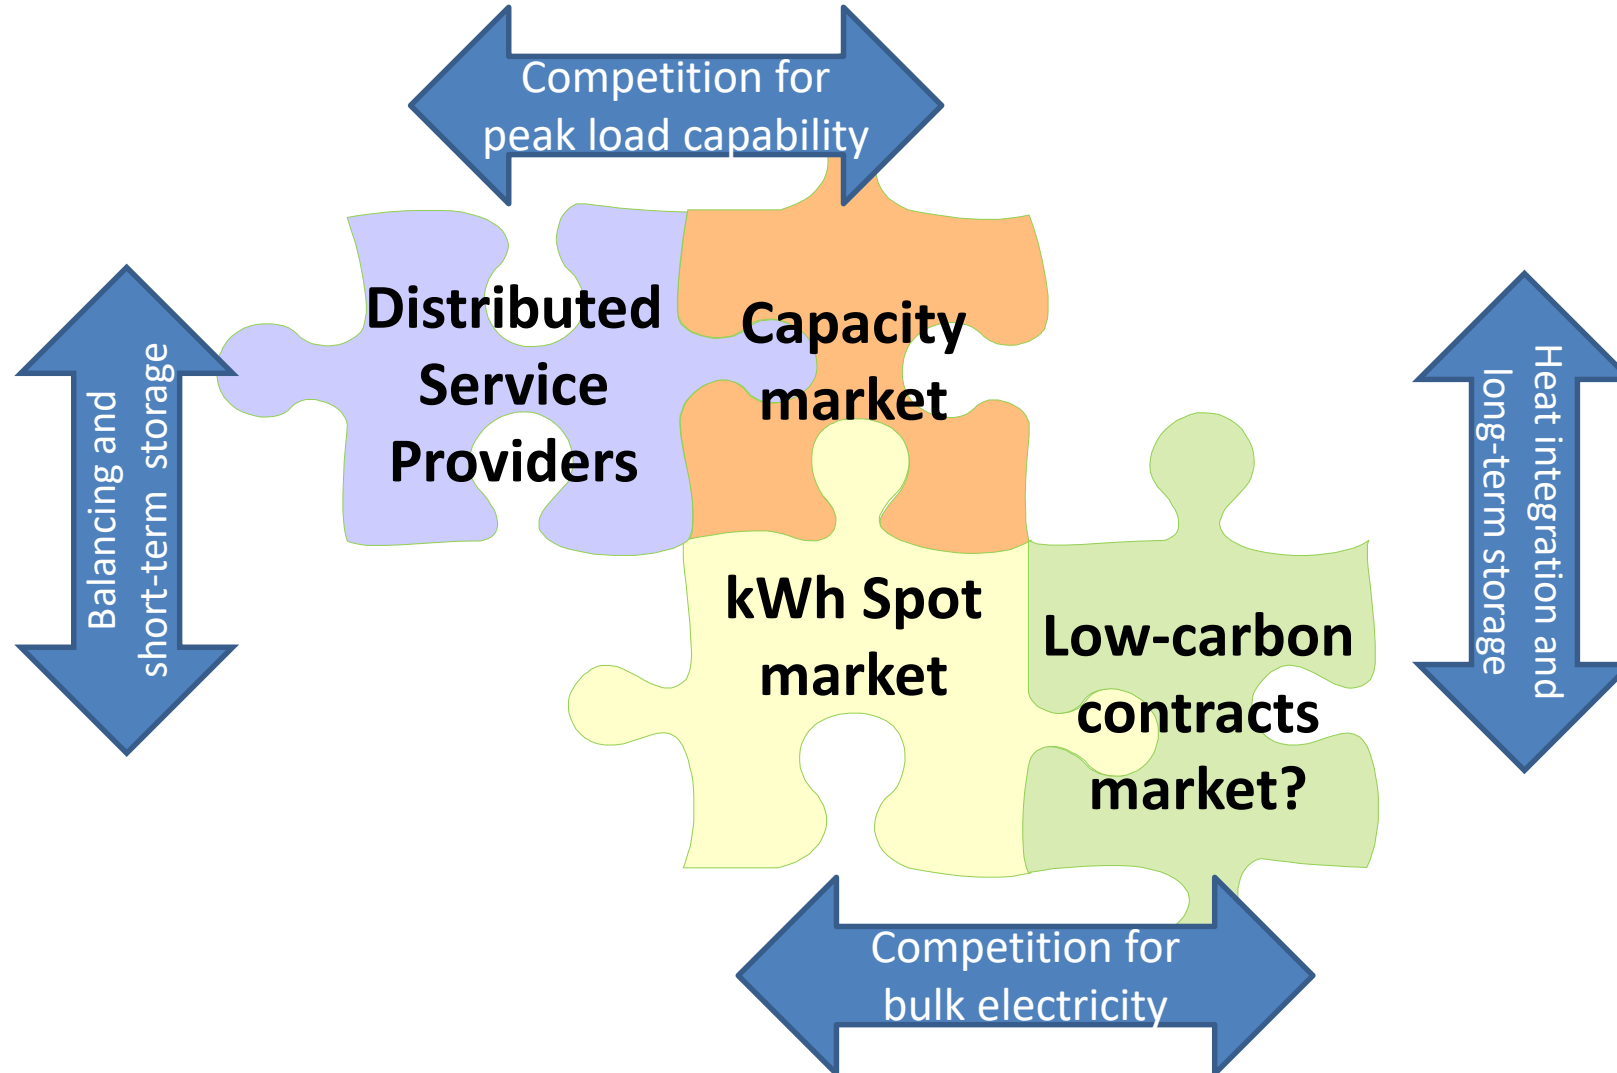 Competition for
peak load capability
Distributed
Service
Providers
Capacity
market
Balancing and
short-term  storage
Heat integration and
long-term storage
kWh Spot
market
Low-carbon
contracts
market?
Competition for
bulk electricity